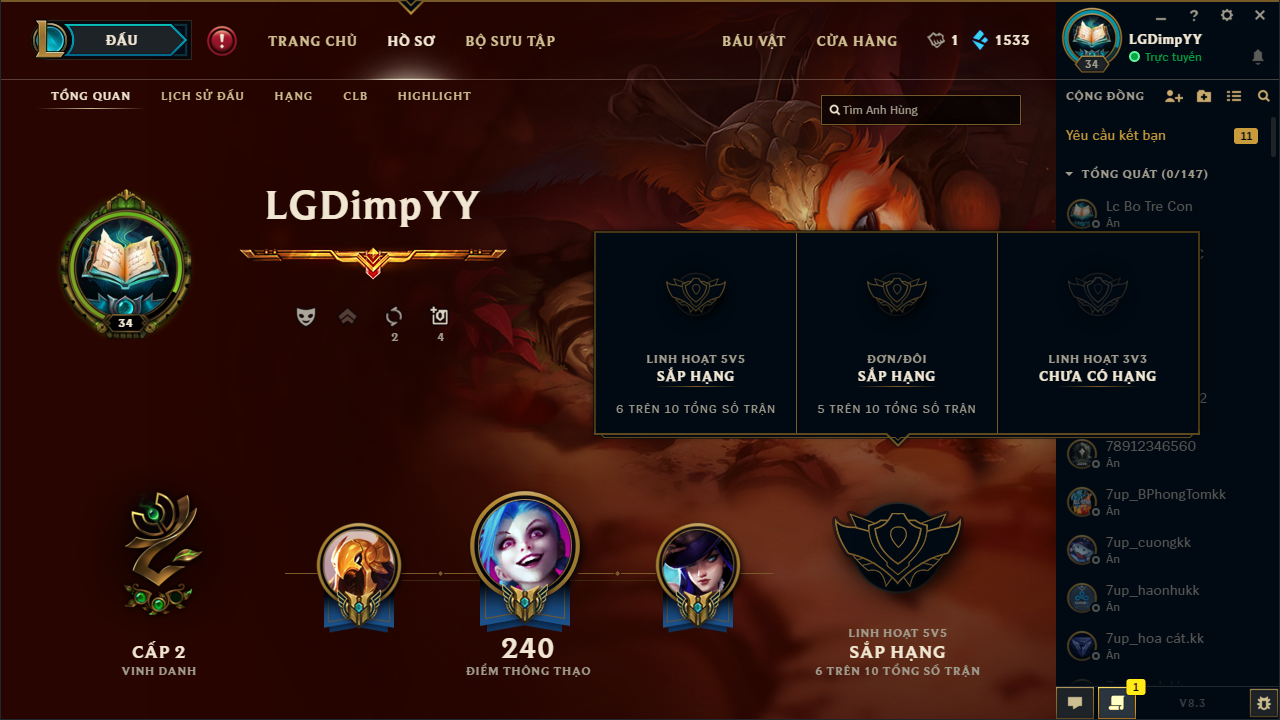 ĐẤU
TRANG CHỦ
HỒ SƠ
BỘ SƯU TẬP
BÁU VẬT
CỬA HÀNG
1
1533
LGDimpYY
Trực tuyến
34
TỔNG QUAN
LỊCH SỬ ĐẤU
HẠNG
CLB
HIGHLIGHT
Tìm Anh Hùng
CỘNG ĐỒNG
Yêu cầu kết bạn
11
TỔNG QUÁT (0/147)
Lc Bo Tre Con
Ẩn
LGDimpYY
34
2
4
LINH HOẠT 5V5
SẮP HẠNG
6 TRÊN 10 TỔNG SỐ TRẬN
ĐƠN/ĐÔI
SẮP HẠNG
5 TRÊN 10 TỔNG SỐ TRẬN
LINH HOẠT 3V3
CHƯA CÓ HẠNG
2
78912346560
Ẩn
7up_BPhongTomkk
Ẩn
7up_cuongkk
Ẩn
7up_haonhukk
Ẩn
7up_hoa cát.kk
Ẩn
CẤP 2
VINH DANH
240
ĐIỂM THÔNG THẠO
LINH HOẠT 5V5
SẮP HẠNG
6 TRÊN 10 TỔNG SỐ TRẬN
1
V8.3